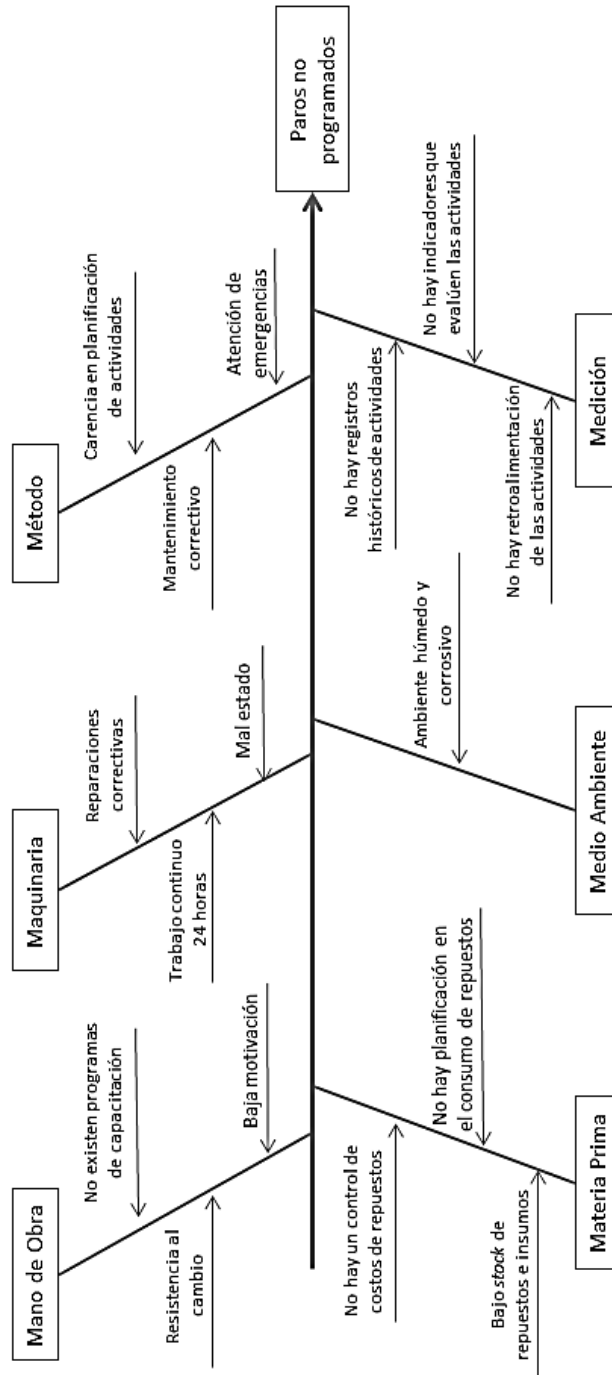 Mano de Obra
No existen programas
de capacitación
Resistencia al
cambio
Baja motivación
Maquinaria
Reparaciones
correctivas
Trabajo continuo
24 horas
Mal estado
Método
Carencia en planificación
de actividades
Mantenimiento
correctivo
Atención de
emergencias
Paros no
programados
No hay un control de
costos de repuestos
No hay planificación en
el consumo de repuestos
Bajo stock de
repuestos e insumos
Materia Prima
Ambiente húmedo y
corrosivo
Medio Ambiente
No hay registros
históricos de actividades
No hay indicadores que
evalúen las actividades
No hay retroalimentación
de las actividades
Medición